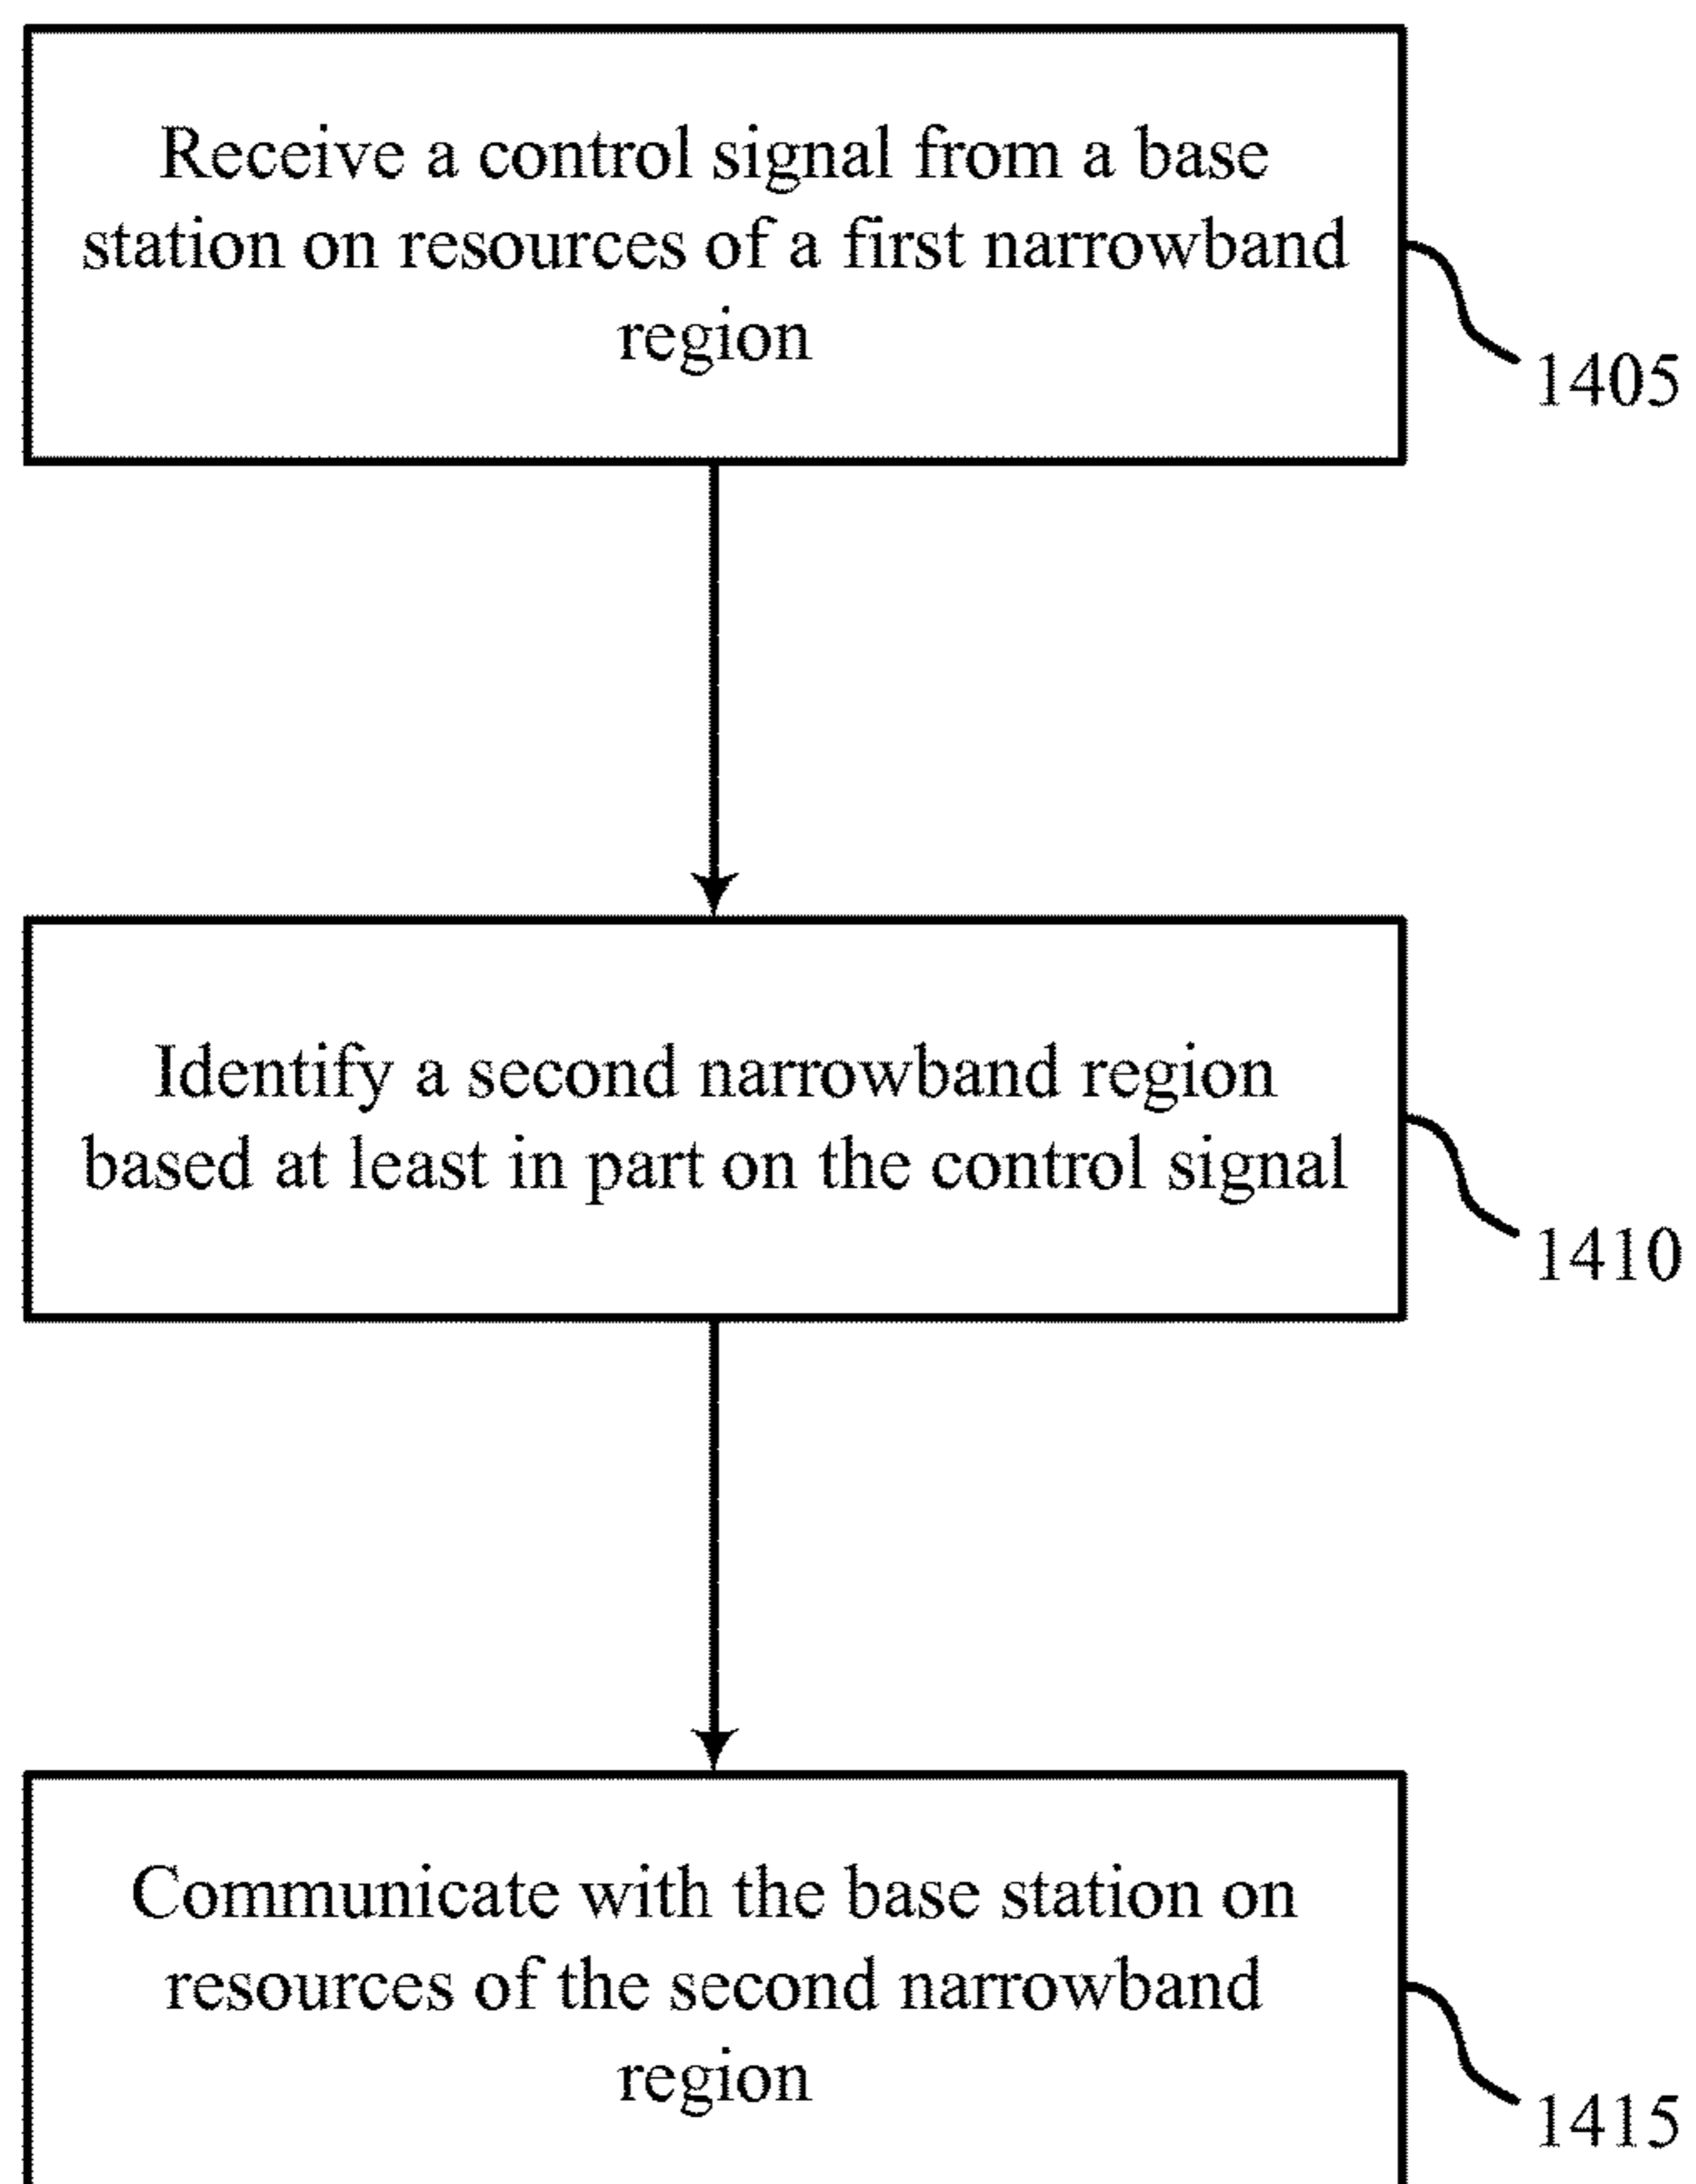 Receive a control signal from a base
station on resources of a first narrowband
region
1405
Identify a second narrowband region
based at least in part on the control signal
1410
Communicate with the base station on
resources of the second narrowband
region
1415